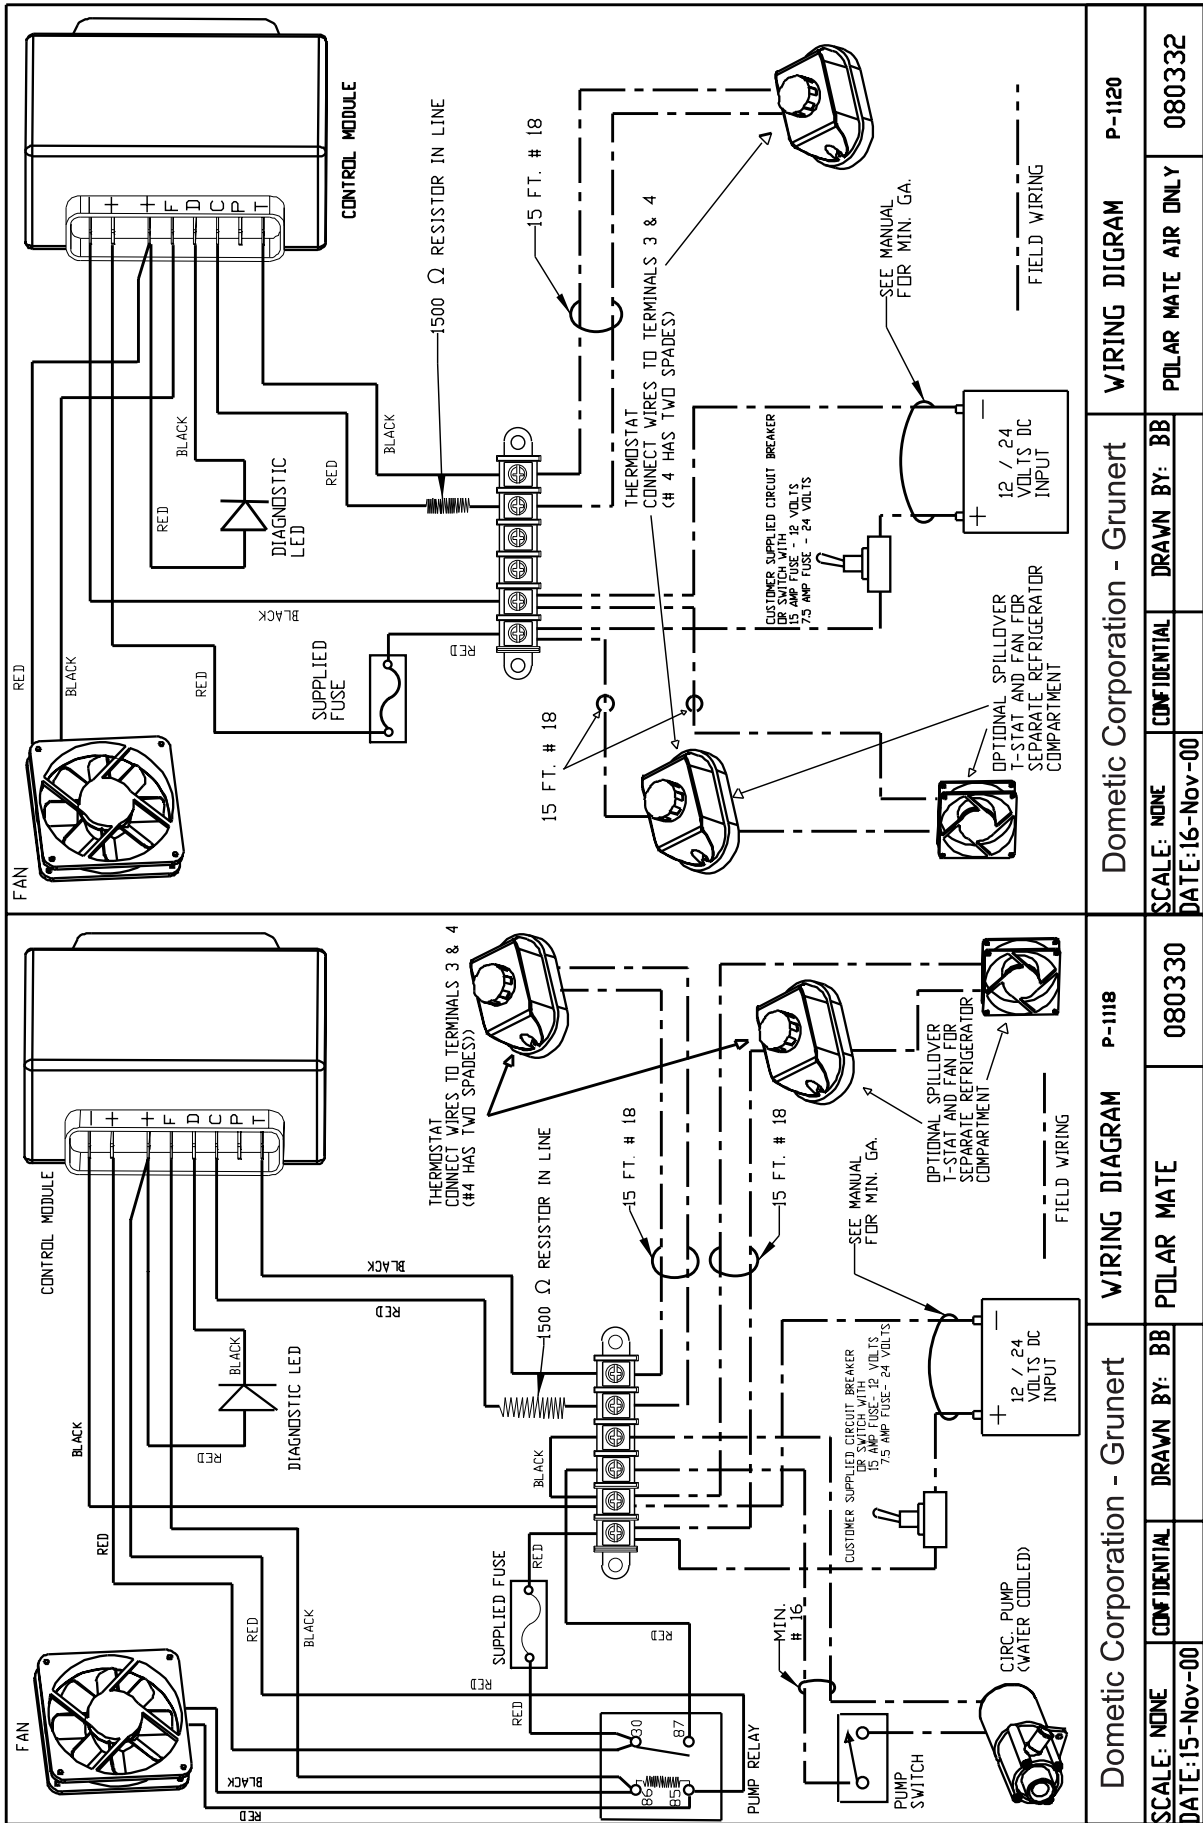 FAN
RED
BLACK
RED
BLACK
RED
BLACK
RED
RED
DIAGNOSTIC
LED
BLACK
SUPPLIED
FUSE
RED
-
+
+
F
D
C
P
T
CONTROL MODULE
1500 Ω RESISTOR IN LINE
15 FT. # 18
15 FT. # 18
THERMOSTAT
CONNECT WIRES TO TERMINALS 3 & 4
(# 4 HAS TWO SPADES)
CUSTOMER SUPPLIED CIRCUIT BREAKER
OR SWITCH WITH
15 AMP FUSE - 12 VOLTS
7.5 AMP FUSE - 24 VOLTS
SEE MANUAL
FOR MIN. GA.
+
-
12 / 24
VOLTS DC
INPUT
OPTIONAL SPILLOVER
T-STAT AND FAN FOR
SEPARATE REFRIGERATOR
COMPARTMENT
FIELD WIRING
Dometic Corporation - Grunert
WIRING DIGRAM
P-1120
SCALE: NONE
CONFIDENTIAL
DRAWN BY: BB
DATE:16-Nov-00
POLAR MATE AIR ONLY
080332
FAN
CONTROL MODULE
-
+
+
F
D
C
P
T
BLACK
RED
RED
BLACK
BLACK
RED
RED
BLACK
DIAGNOSTIC LED
BLACK
RED
1500 Ω RESISTOR IN LINE
THERMOSTAT
CONNECT WIRES TO TERMINALS 3 & 4
(#4 HAS TWO SPADES))
15 FT. # 18
15 FT. # 18
BLACK
SUPPLIED FUSE
RED
RED
RED
RED
30
87
86
85
PUMP RELAY
MIN.
# 16
PUMP
SWITCH
CIRC. PUMP
(WATER COOLED)
CUSTOMER SUPPLIED CIRCUIT BREAKER
OR SWITCH WITH
15 AMP FUSE- 12 VOLTS
7.5 AMP FUSE- 24 VOLTS
SEE MANUAL
FOR MIN. GA.
+
-
12 / 24
VOLTS DC
INPUT
OPTIONAL SPILLOVER
T-STAT AND FAN FOR
SEPARATE REFRIGERATOR
COMPARTMENT
FIELD WIRING
Dometic Corporation - Grunert
WIRING DIAGRAM
P-1118
SCALE: NONE
CONFIDENTIAL
DRAWN BY: BB
DATE:15-Nov-00
POLAR MATE
080330